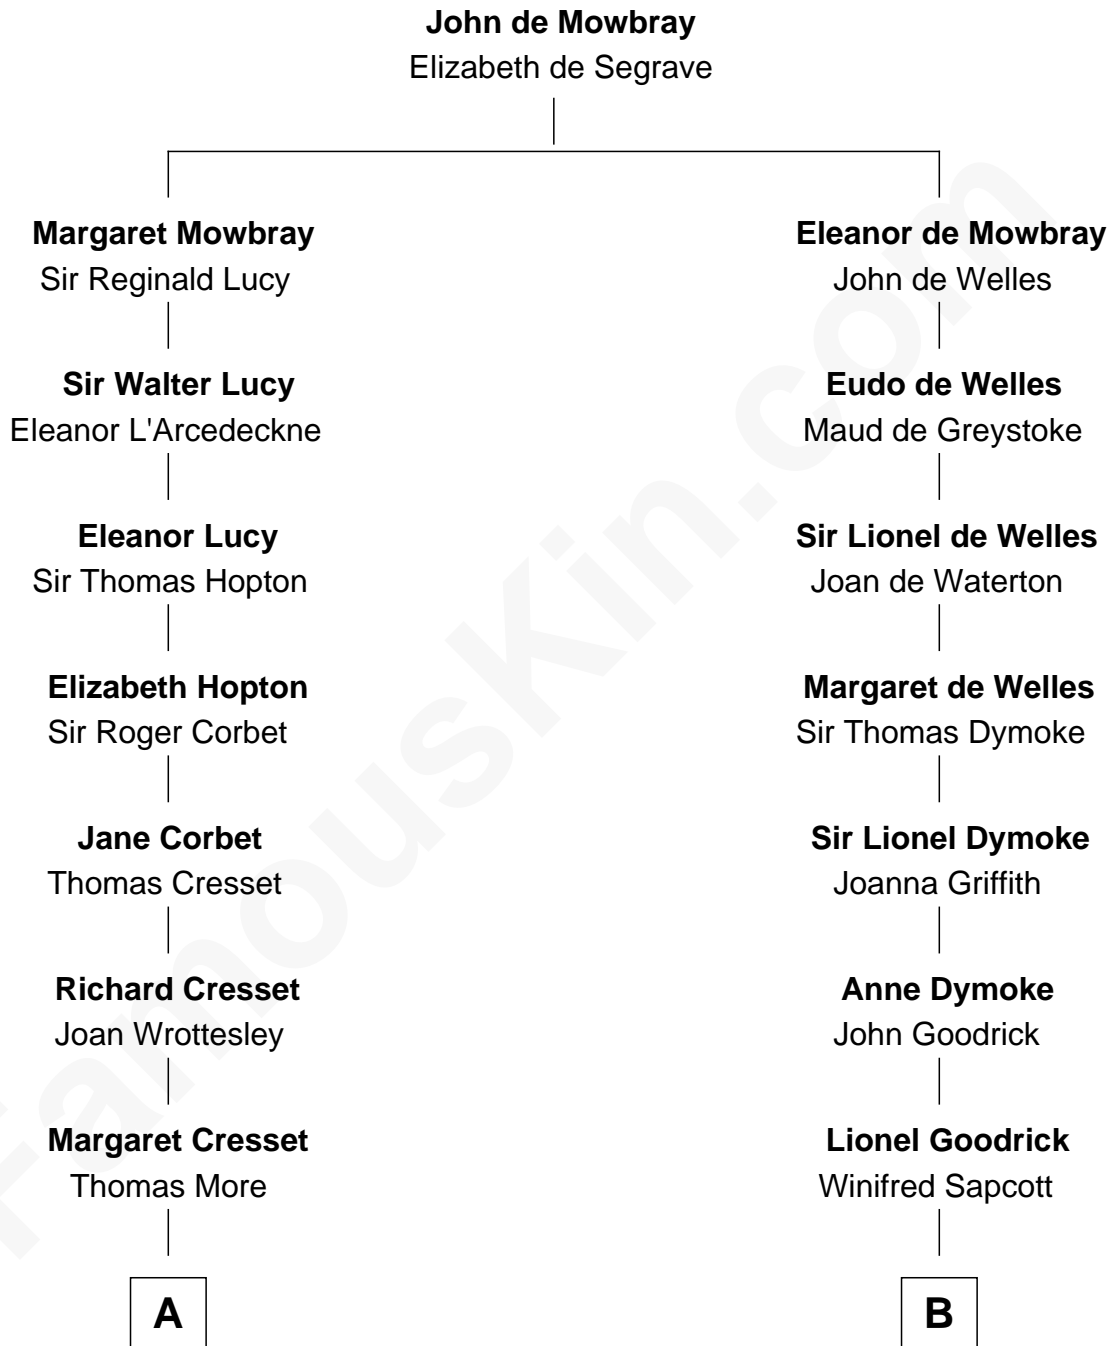 John de Mowbray
Elizabeth de Segrave
Margaret Mowbray
Sir Reginald Lucy
Eleanor de Mowbray
John de Welles
Sir Walter Lucy
Eleanor L'Arcedeckne
Eudo de Welles
Maud de Greystoke
Eleanor Lucy
Sir Thomas Hopton
Sir Lionel de Welles
Joan de Waterton
Elizabeth Hopton
Sir Roger Corbet
Margaret de Welles
Sir Thomas Dymoke
Jane Corbet
Thomas Cresset
Sir Lionel Dymoke
Joanna Griffith
Richard Cresset
Joan Wrottesley
Anne Dymoke
John Goodrick
Margaret Cresset
Thomas More
Lionel Goodrick
Winifred Sapcott
A
B
FamousKin.com